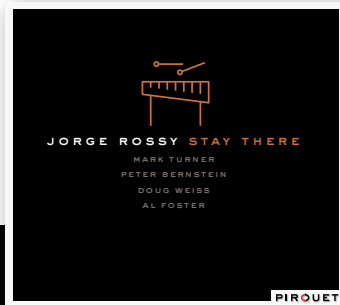 JORGE ROSSY STAY THERE
MARK TURNER
PETER BERNSTEIN
DOUG WEISS
AL FOSTER
PIROUET